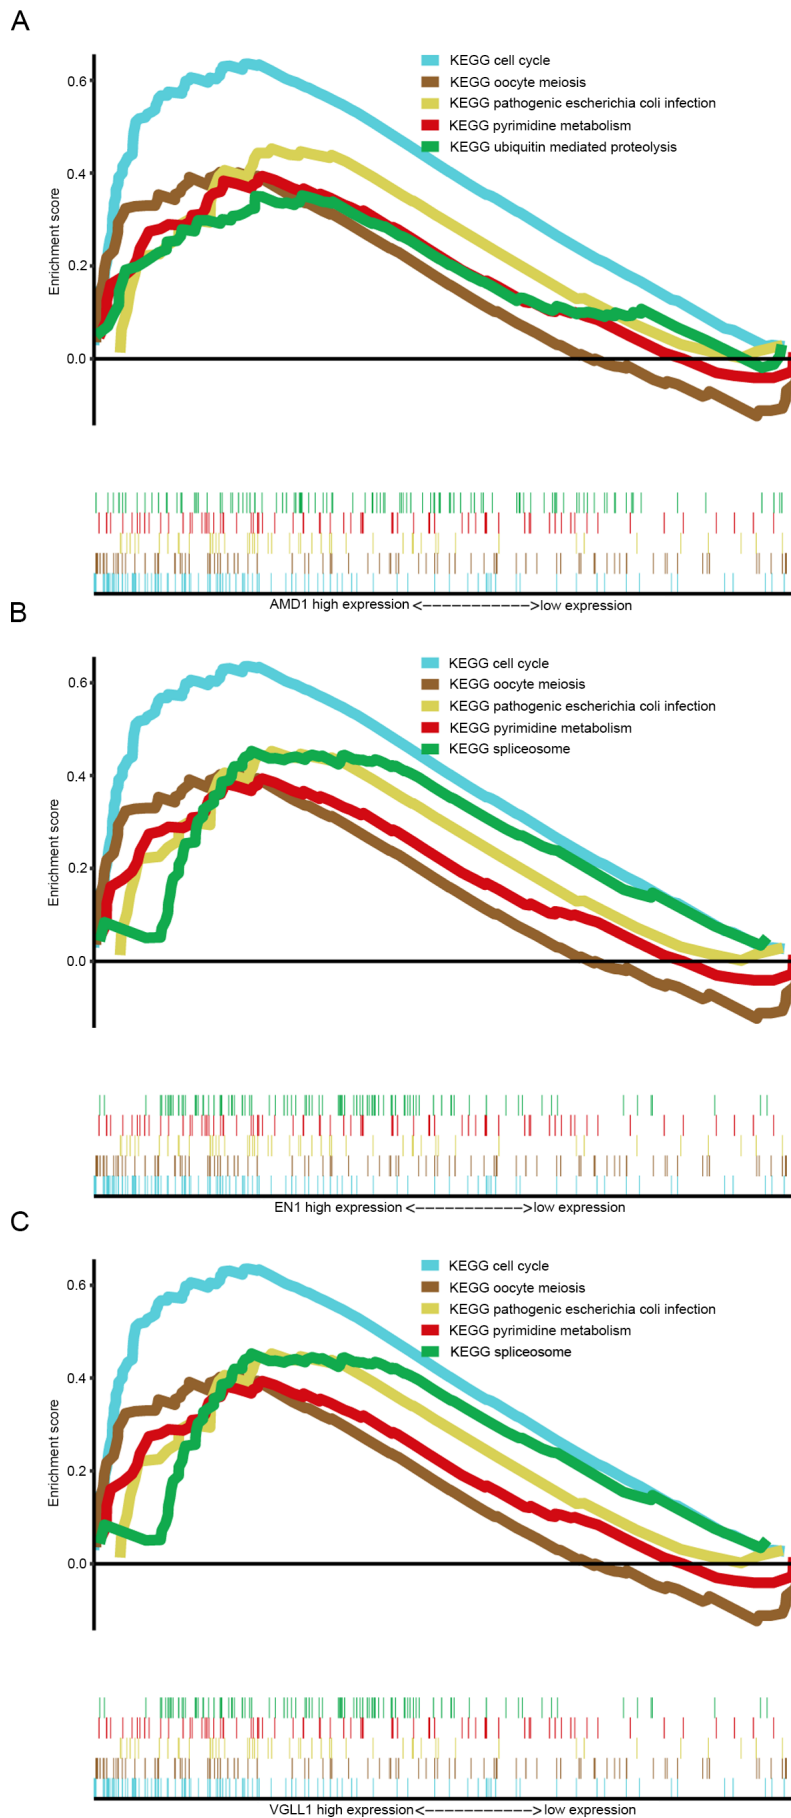 A
KEGG cell cycle
KEGG oocyte meiosis
KEGG pathogenic escherichia coli infection
KEGG pyrimidine metabolism
KEGG ubiquitin mediated proteolysis
Enrichment score
0.6
0.4
0.2
0.0
AMD1 high expression <----------->low expression
B
KEGG cell cycle
KEGG oocyte meiosis
KEGG pathogenic escherichia coli infection
KEGG pyrimidine metabolism
KEGG spliceosome
Enrichment score
0.6
0.4
0.2
0.0
EN1 high expression <----------->low expression
C
KEGG cell cycle
KEGG oocyte meiosis
KEGG pathogenic escherichia coli infection
KEGG pyrimidine metabolism
KEGG spliceosome
Enrichment score
0.6
0.4
0.2
0.0
VGLL1 high expression<-----------> low expression